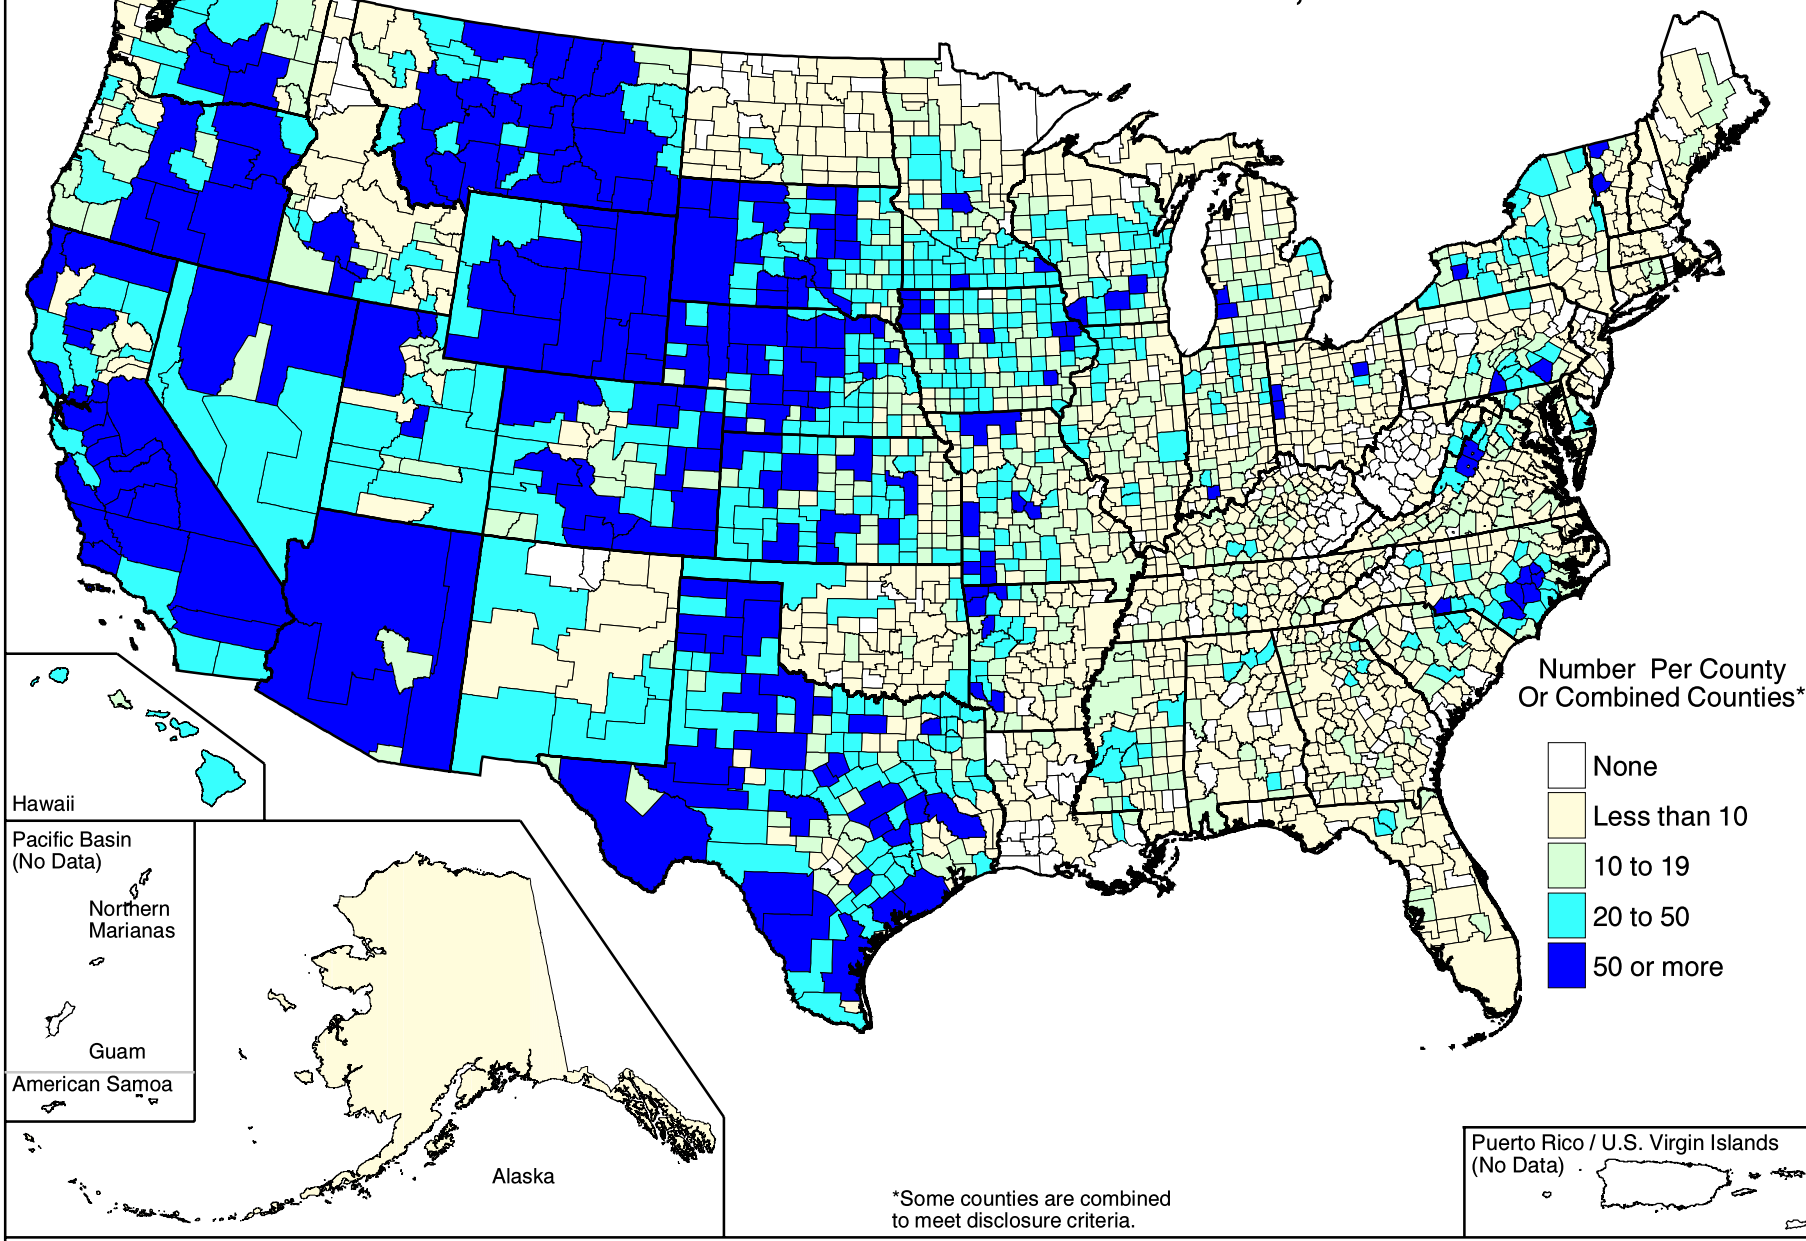 Number Per County
Or Combined Counties*
None
Less than 10
10 to 19
20 to 50
50 or more
Hawaii
Pacific Basin
(No Data)
Northern
Marianas
Guam
American Samoa
Alaska
*Some counties are combined
to meet disclosure criteria.
Puerto Rico / U.S. Virgin Islands
(No Data)